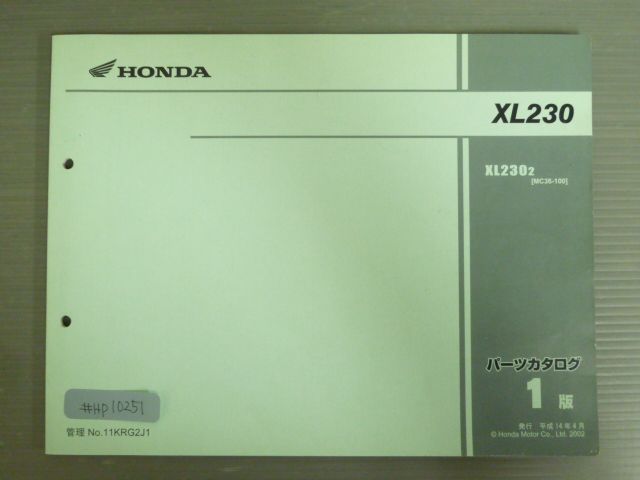 HONDA
XL230
XL2302
[MC36-100]
パーツカタログ
1版
発行 平成14年4月
© Honda Motor Co., Ltd. 2002
#HP10251
管理 No.11KRG2J1